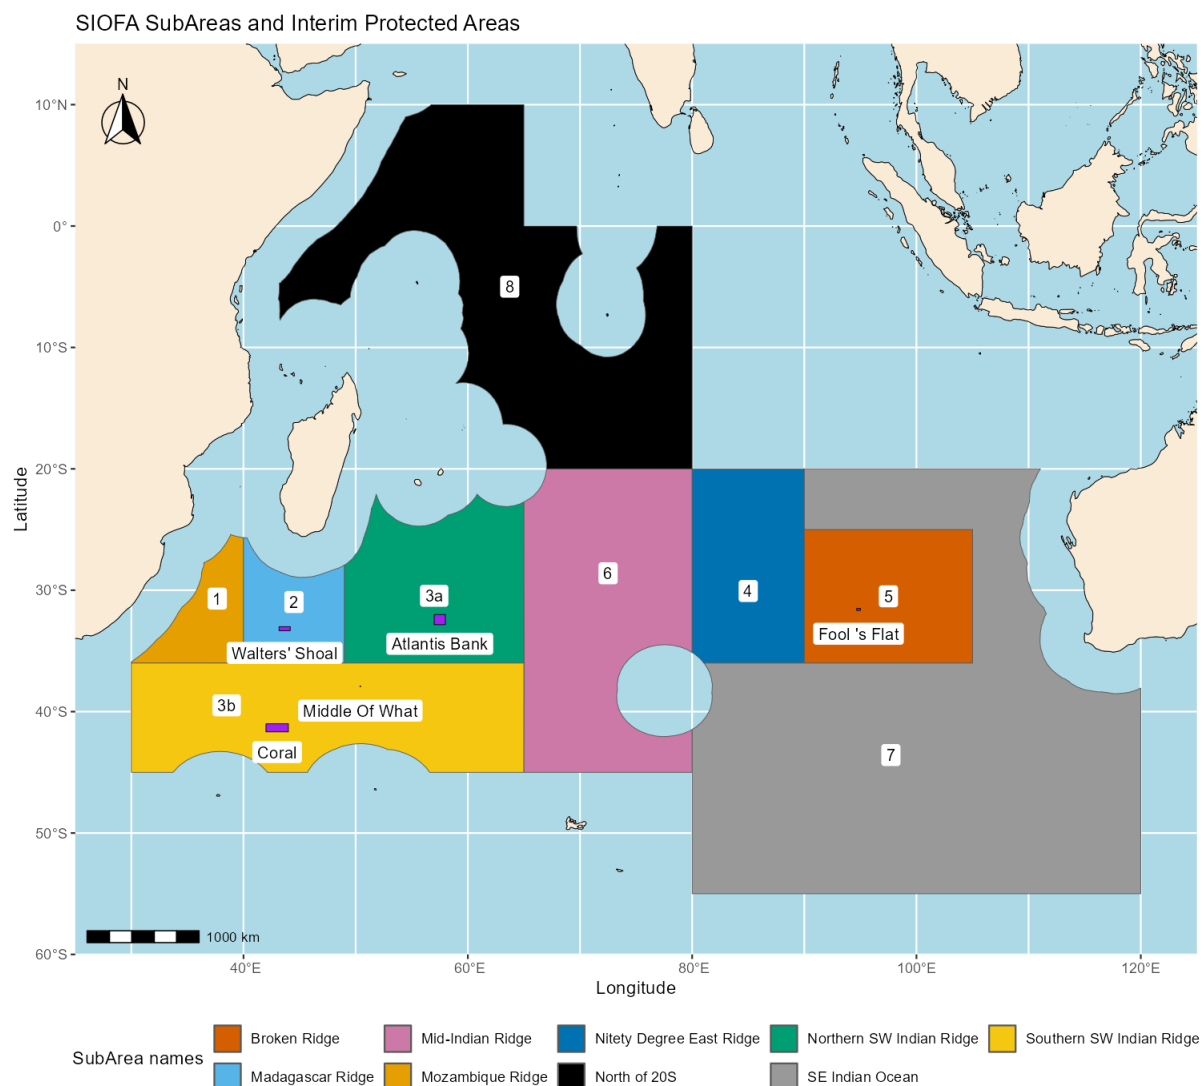 SIOFA SubAreas and Interim Protected Areas
N
10°N
0°
10°S
20°S
30°S
40°S
50°S
60°S
Latitude
8
6
4
5
Fool 's Flat
1
2
Walters' Shoal
3a
Atlantis Bank
3b
Middle Of What
Coral
7
1000 km
40°E
60°E
80°E
100°E
120°E
Longitude
SubArea names
Broken Ridge
Mid-Indian Ridge
Nitety Degree East Ridge
Northern SW Indian Ridge
Southern SW Indian Ridge
Madagascar Ridge
Mozambique Ridge
North of 20S
SE Indian Ocean